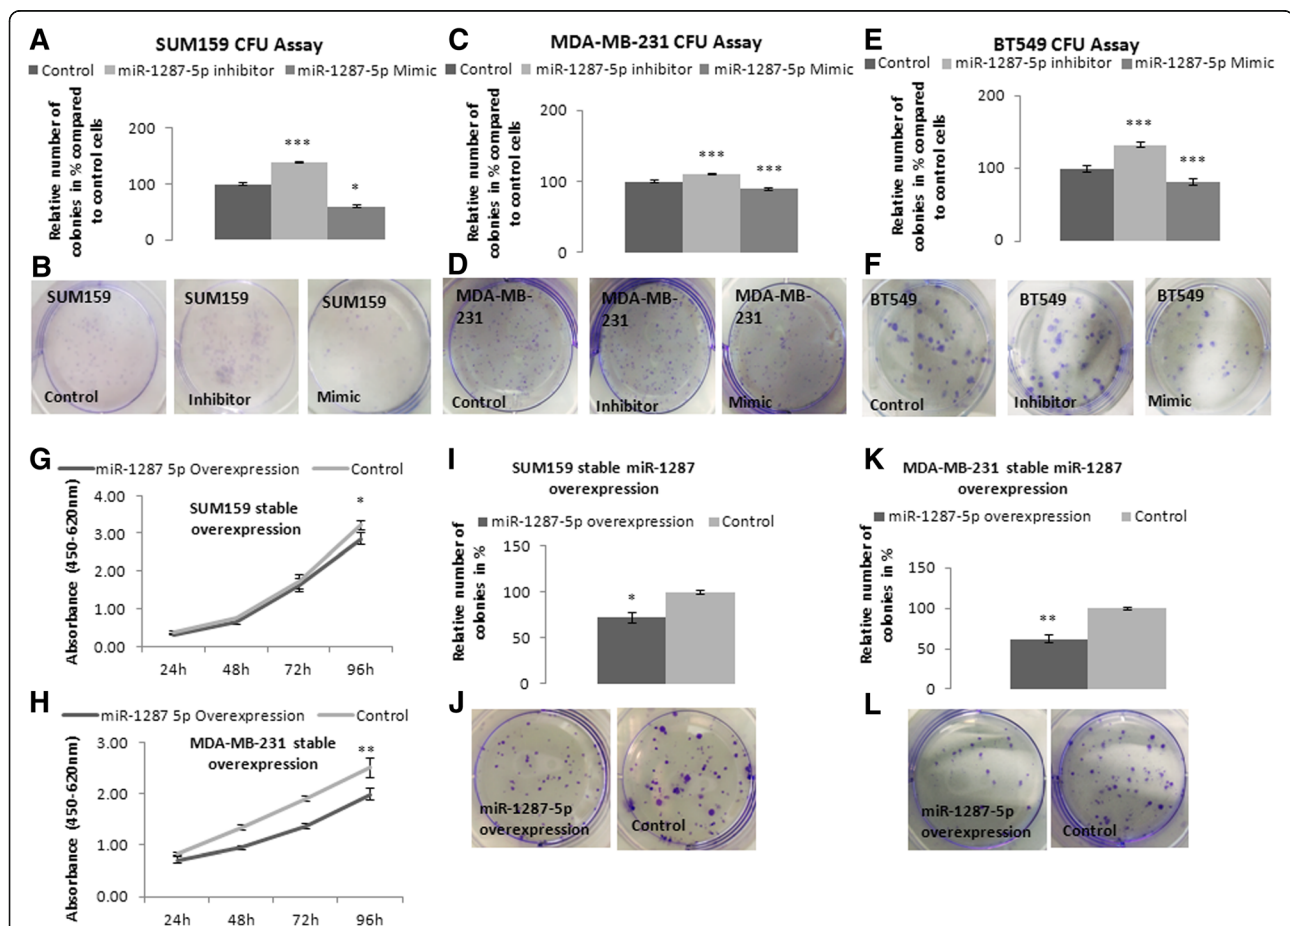 A
SUM159 CFU Assay
Control miR-1287-5p inhibitor miR-1287-5p Mimic
Relative number of
colonies in % compared
to control cells
200
100
0
***
*
C
MDA-MB-231 CFU Assay
Control miR-1287-5p inhibitor miR-1287-5p Mimic
Relative number of
colonies in % compared
to control cells
200
100
0
***
***
E
BT549 CFU Assay
Control miR-1287-5p inhibitor miR-1287-5p Mimic
Relative number of
colonies in % compared
to control cells
200
100
0
***
***
B
SUM159
Control
SUM159
Inhibitor
SUM159
Mimic
D
MDA-MB-
231
Control
MDA-MB-
231
Inhibitor
MDA-MB-
231
Mimic
F
BT549
Control
BT549
Inhibitor
BT549
Mimic
G
miR-1287 5p Overexpression Control
SUM159 stable
overexpression
Absorbance (450-620nm)
4.00
3.00
2.00
1.00
0.00
*
24h 48h 72h 96h
I
SUM159 stable miR-1287
overexpression
miR-1287-5p overexpression Control
Relative number of
colonies in %
150
100
50
0
*
K
MDA-MB-231 stable miR-1287
overexpression
miR-1287-5p overexpression Control
Relative number of
colonies in %
150
100
50
0
**
H
miR-1287 5p Overexpression Control
MDA-MB-231 stable
overexpression
Absorbance (450-620nm)
3.00
2.00
1.00
0.00
**
24h 48h 72h 96h
J
miR-1287-5p
overexpression
Control
L
miR-1287-5p
overexpression
Control